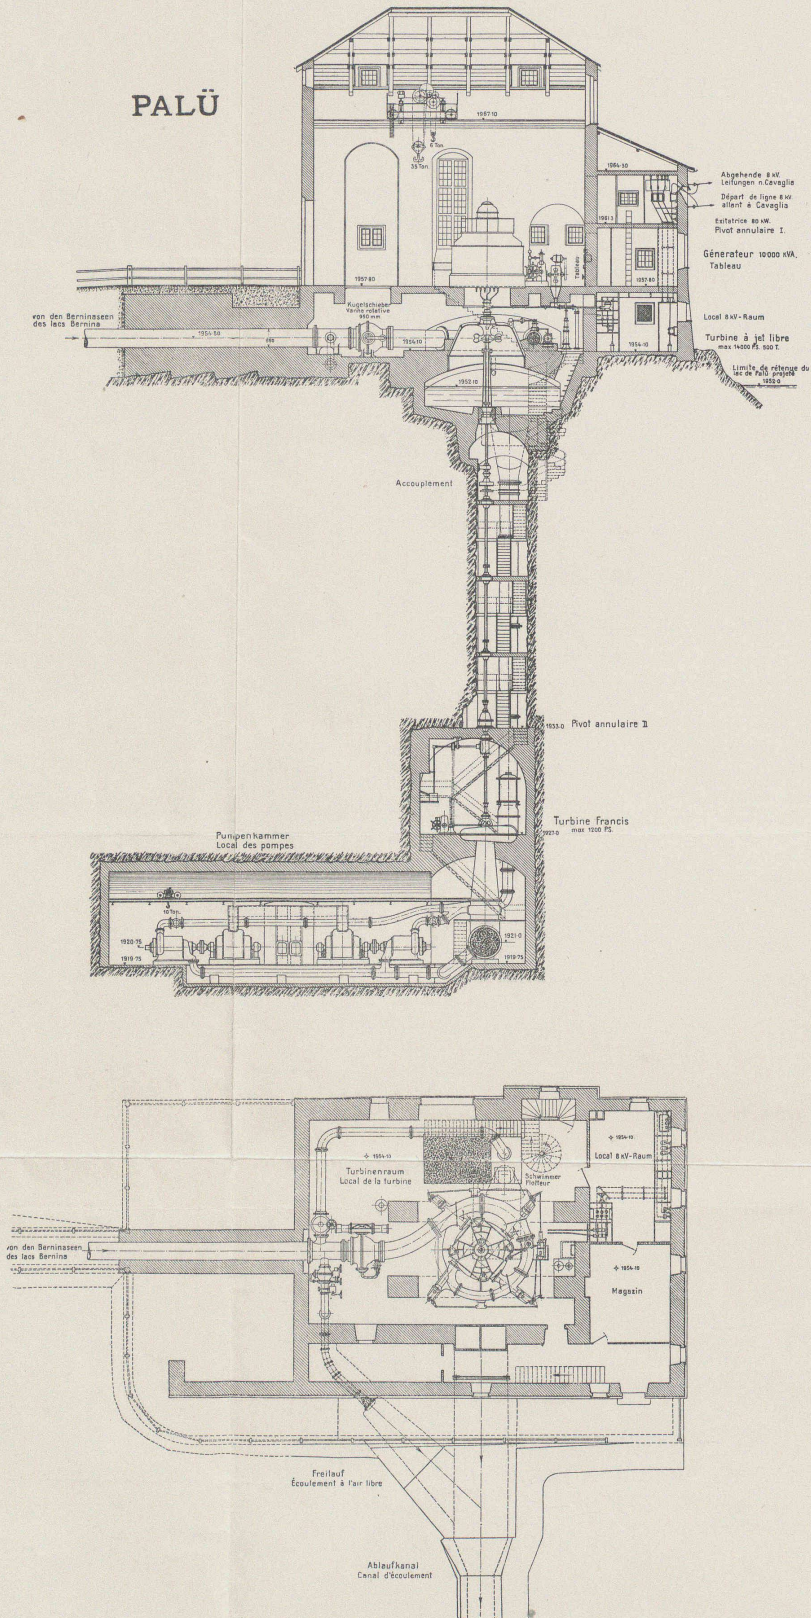 PALÜ
1967·10
6 Ton.
35 Ton.
1964·30
Abgehende 8 kV.
Leitungen n. Cavaglia
Départ de ligne 8 kV
allant à Cavaglia
1961
Exitatrice 80 kW.
Pivot annulaire I.
Générateur 10000 kVA.
Tableau
Tableau
1957·80
1957·80
von den Berninaseen
des lacs Bernina
Kugelschieber
Vanne rotative
950 mm
1954·50
1954·10
Local 8 kV-Raum
Turbine à jet libre
max 14000 PS. 500 T.
1954·10
Limite de rétenue du
lac de Palü projeté
1952·0
1952·10
Accouplement
1933·0 Pivot annulaire II
Turbine Francis
max 1200 PS.
1927·0
Pumpenkammer
Local des pompes
10 Ton.
1920·75
1921·0
1919·75
1919·75
1954·10
Local 8 kV-Raum
1954·10
Turbinenraum
Local de la turbine
Schwimmer
Flotteur
von den Berninaseen
des lacs Bernina
1954·10
Magazin
Freilauf
Écoulement à l'air libre
Ablaufkanal
Canal d'écoulement